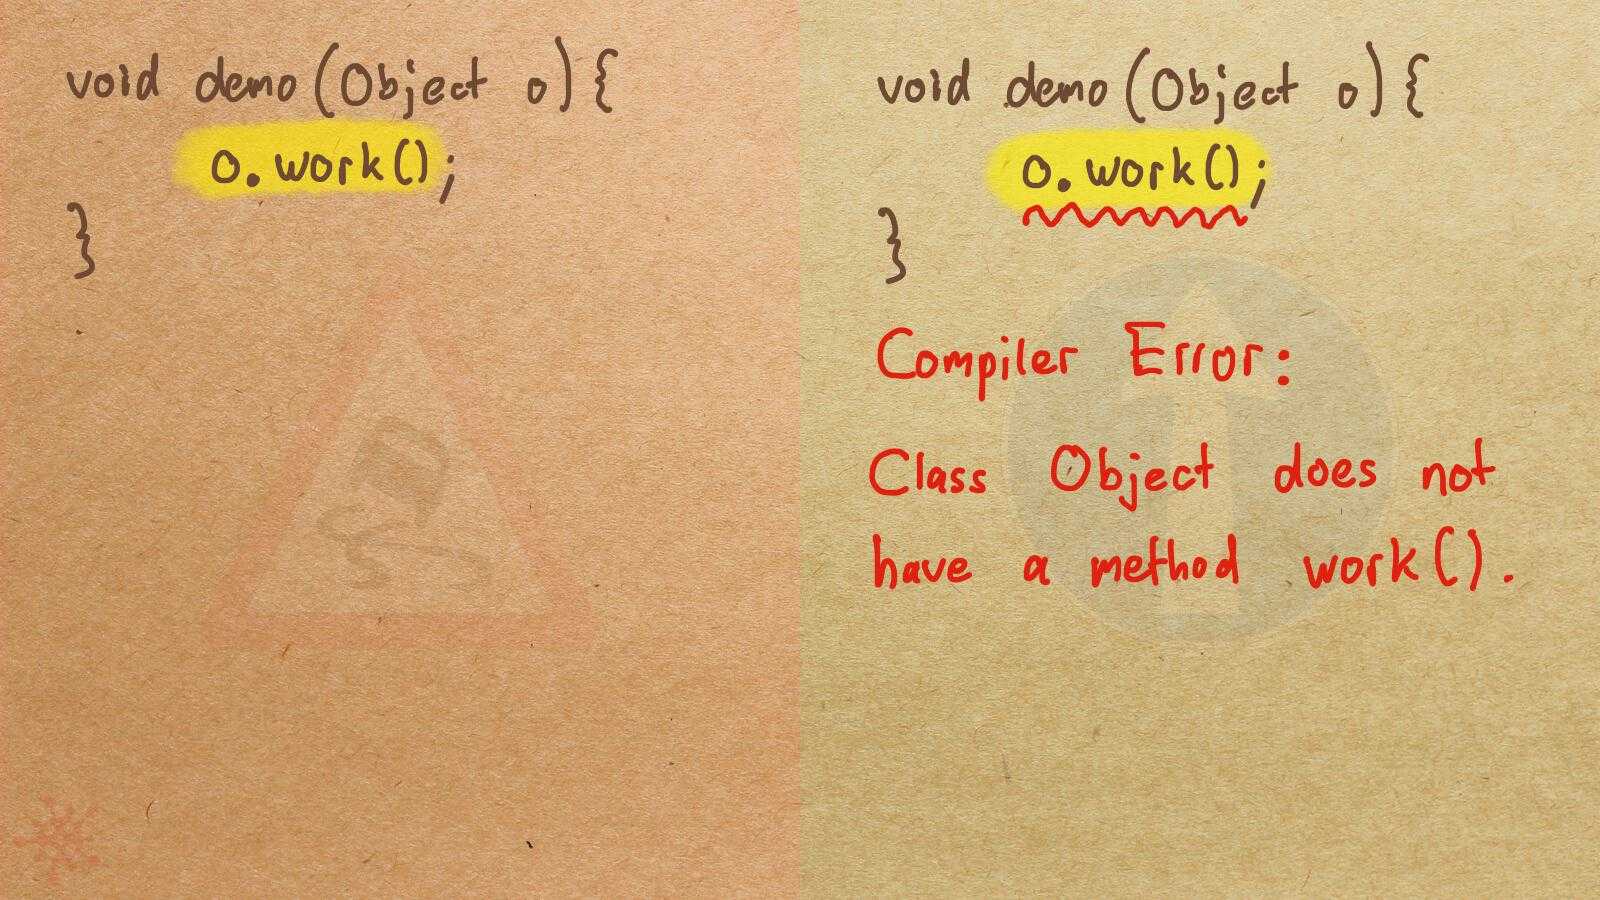 void demo(Object o){
o.work();
}
void demo(Object o){
o.work();
}
Compiler Error:
Class Object does not
have a method work().